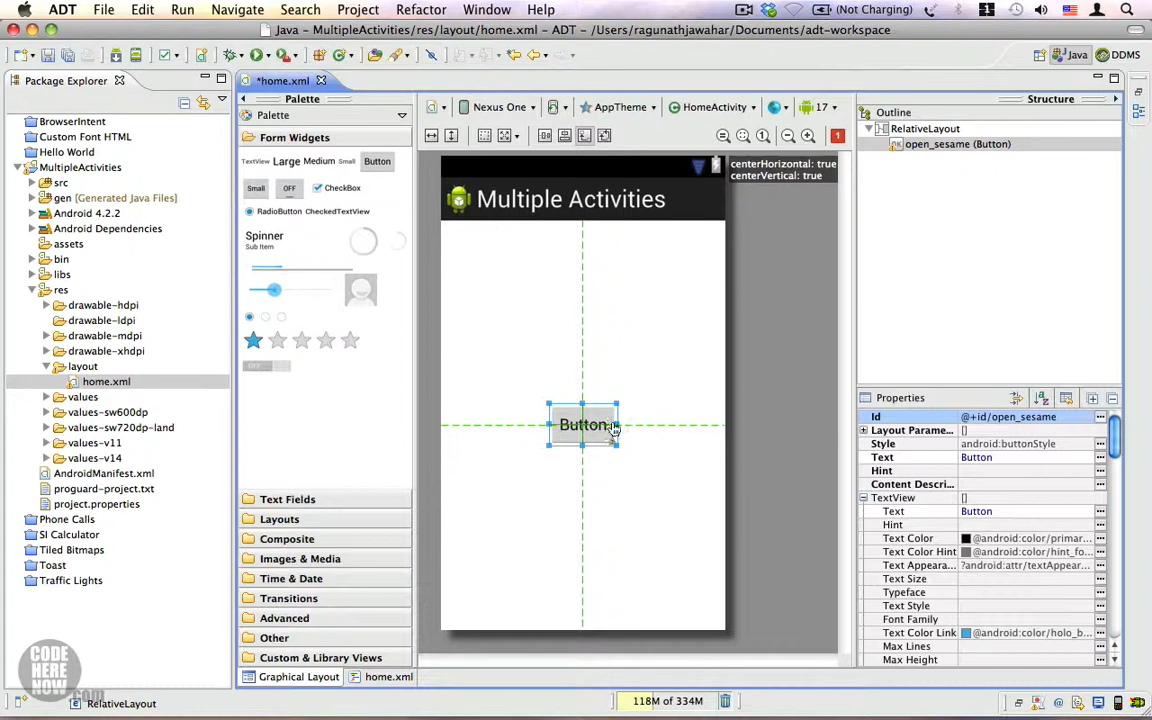 ADT File Edit Run Navigate Search Project Refactor Window Help (Not Charging) 1
Java – MultipleActivities/res/layout/home.xml – ADT – /Users/ragunathjawahar/Documents/adt-workspace
Java DDMS
Package Explorer
BrowserIntent
Custom Font HTML
Hello World
MultipleActivities
src
gen [Generated Java Files]
Android 4.2.2
Android Dependencies
assets
bin
libs
res
drawable-hdpi
drawable-ldpi
drawable-mdpi
drawable-xhdpi
layout
home.xml
values
values-sw600dp
values-sw720dp-land
values-v11
values-v14
AndroidManifest.xml
proguard-project.txt
project.properties
Phone Calls
SI Calculator
Tiled Bitmaps
Toast
Traffic Lights
CODE
HERE
NOW.com
RelativeLayout
*home.xml
Palette
Palette
Form Widgets
TextView Large Medium Small Button
Small OFF CheckBox
RadioButton CheckedTextView
Spinner
Sub Item
OFF
Text Fields
Layouts
Composite
Images & Media
Time & Date
Transitions
Advanced
Other
Custom & Library Views
Graphical Layout home.xml
Nexus One AppTheme HomeActivity 17
1
1
centerHorizontal: true
centerVertical: true
Multiple Activities
Button
118M of 334M
Structure
Outline
RelativeLayout
OK open_sesame (Button)
Properties
Id @+id/open_sesame
Layout Parame... []
Style android:buttonStyle
Text Button
Hint
Content Descri...
TextView []
Text Button
Hint
Text Color @android:color/primar...
Text Color Hint @android:color/hint_fo...
Text Appeara... ?android:attr/textAppear...
Text Size
Typeface
Text Style
Font Family
Text Color Link @android:color/holo_b...
Max Lines
Max Height